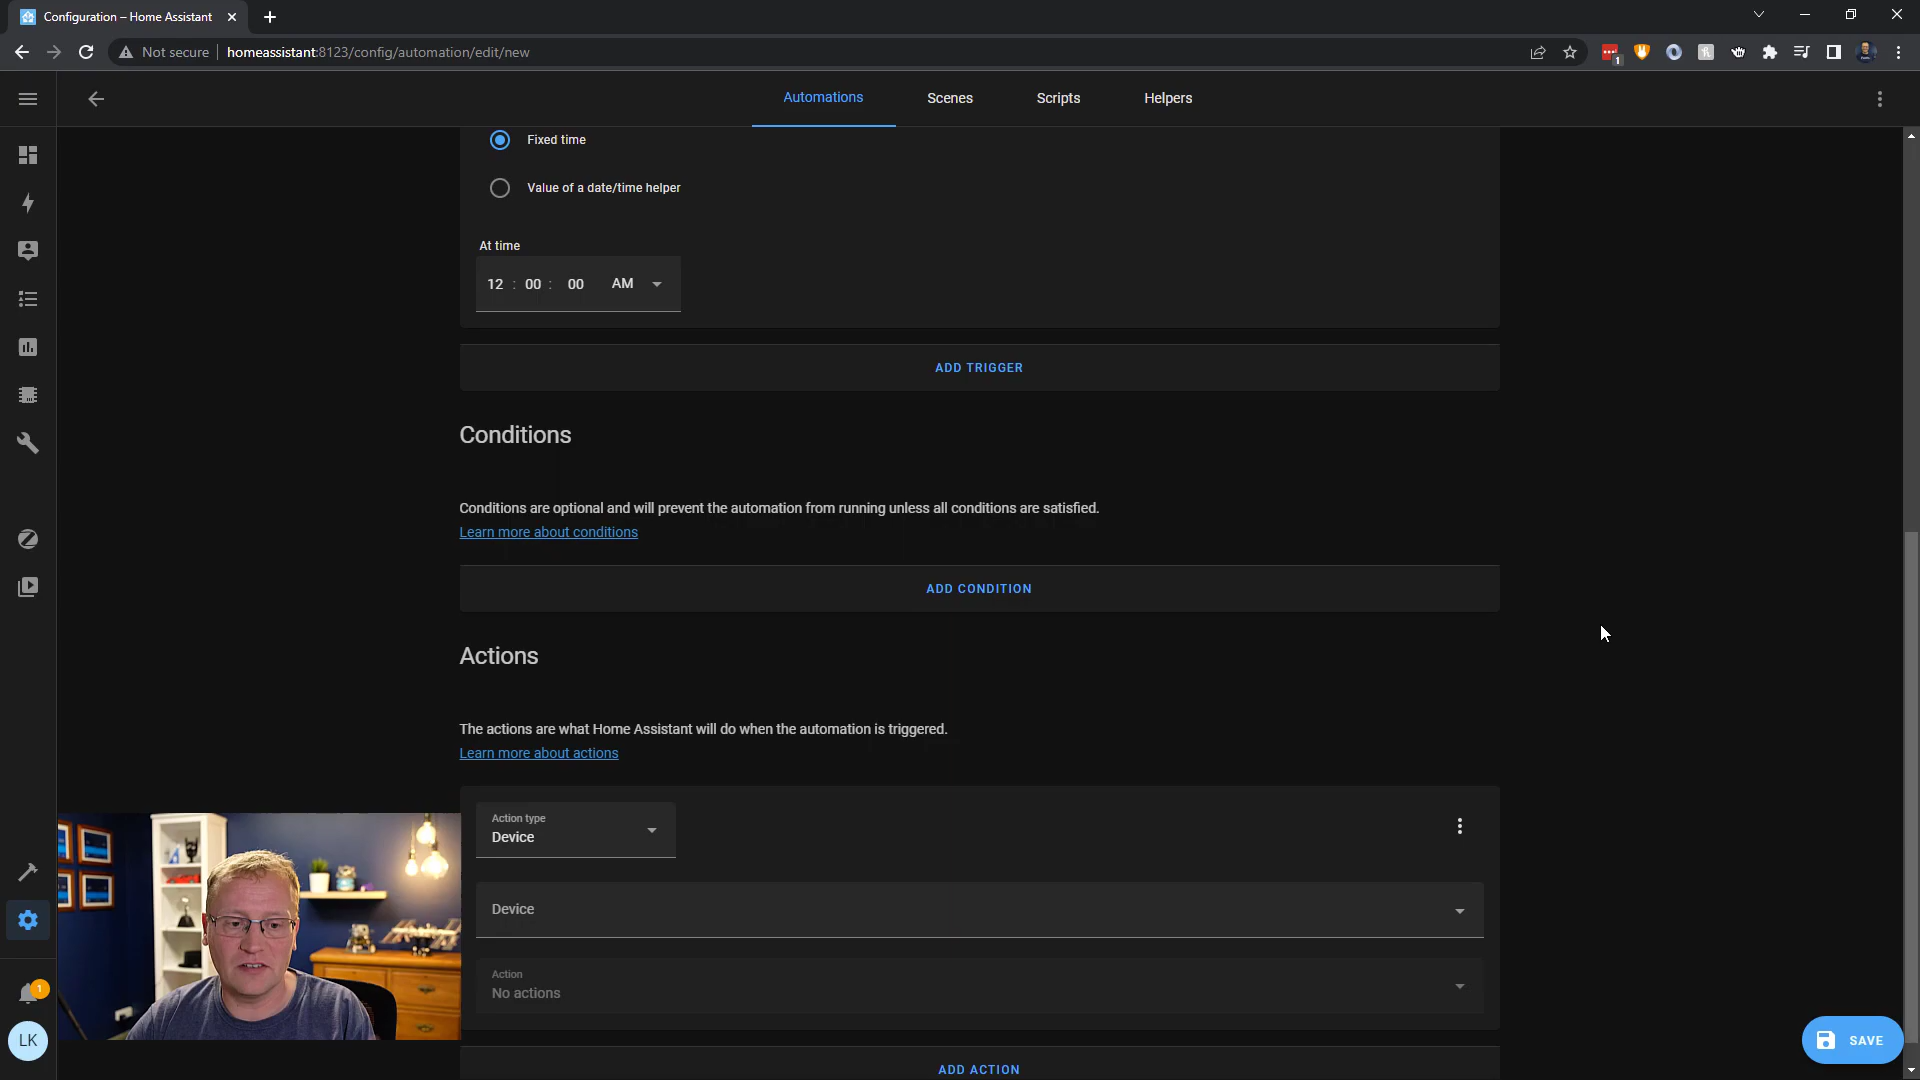 Configuration – Home Assistant
Not secure
homeassistant:8123/config/automation/edit/new
1
Automations
Scenes
Scripts
Helpers
Fixed time
Value of a date/time helper
At time
12 : 00 : 00 AM
ADD TRIGGER
Conditions
Conditions are optional and will prevent the automation from running unless all conditions are satisfied.
Learn more about conditions
ADD CONDITION
Actions
The actions are what Home Assistant will do when the automation is triggered.
Learn more about actions
Action type
Device
Device
Action
No actions
1
LK
SAVE
ADD ACTION